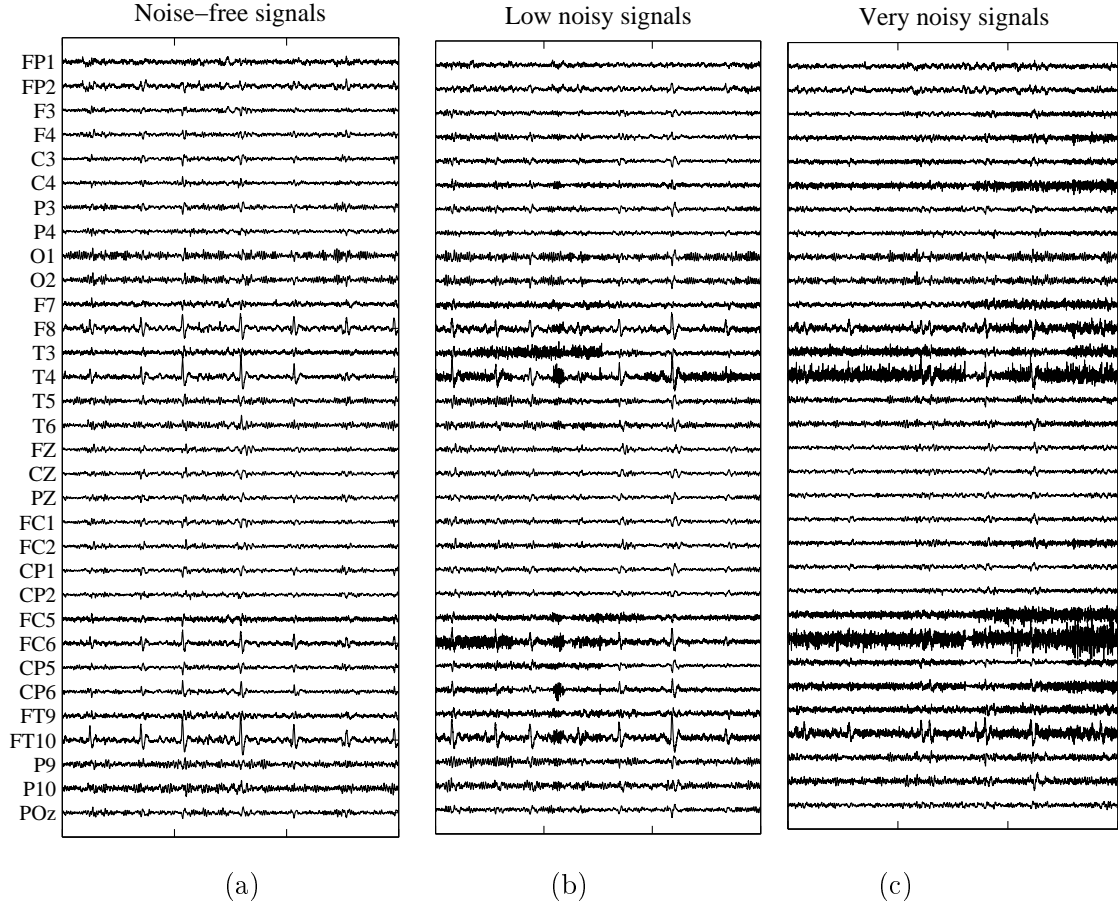 Noise-free signals
Low noisy signals
Very noisy signals
FP1
FP2
F3
F4
C3
C4
P3
P4
O1
O2
F7
F8
T3
T4
T5
T6
FZ
CZ
PZ
FC1
FC2
CP1
CP2
FC5
FC6
CP5
CP6
FT9
FT10
P9
P10
POz
(a)
(b)
(c)